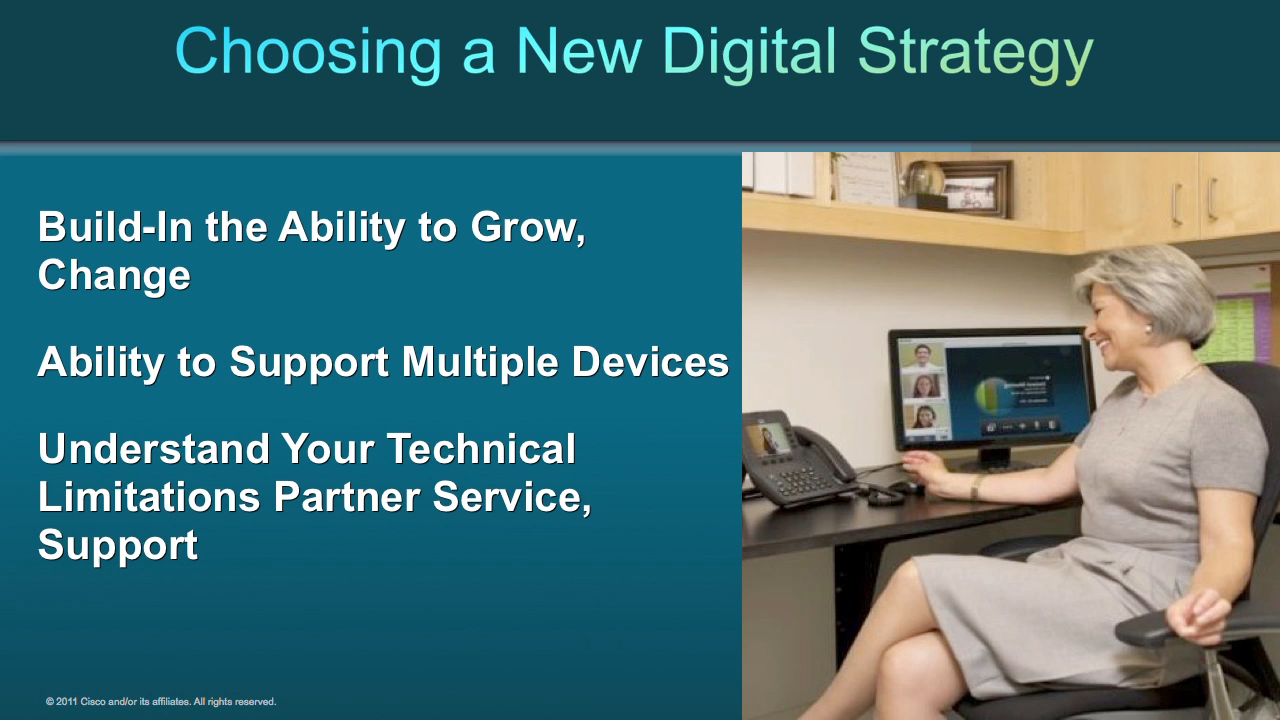 Choosing a New Digital Strategy
Build-In the Ability to Grow,
Change
Ability to Support Multiple Devices
Understand Your Technical
Limitations Partner Service,
Support
© 2011 Cisco and/or its affiliates. All rights reserved.